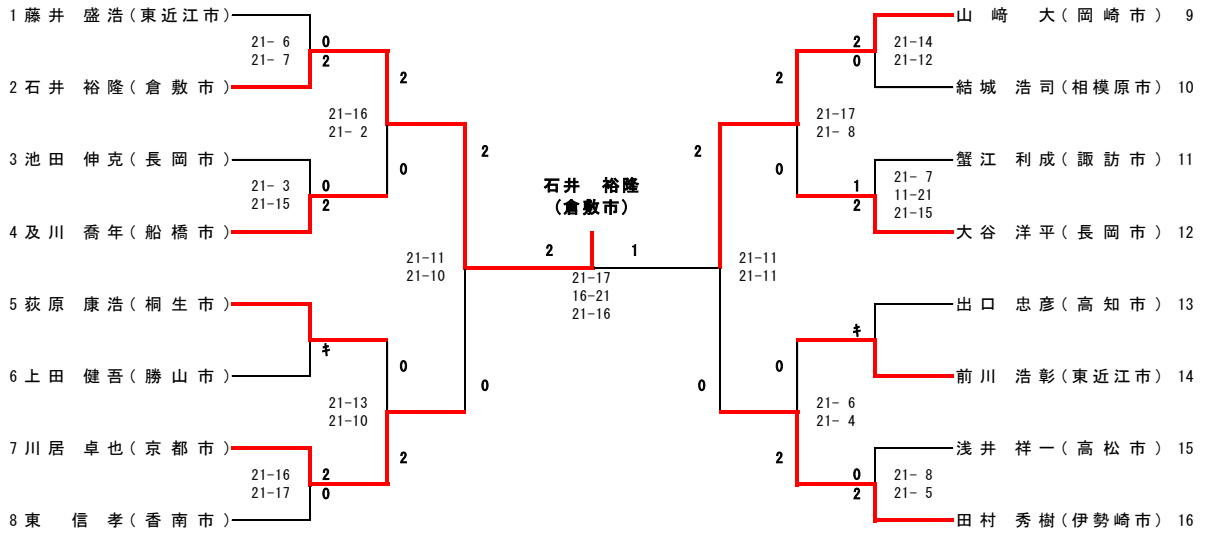 1 藤井 盛浩(東近江市)
21- 6
21- 7
0
2
2 石井 裕隆(倉敷市)
2
21-16
21- 2
3 池田 伸克(長岡市)
0
21- 3
21-15
0
2
4 及川 喬年(船橋市)
2
21-11
21-10
5 荻原 康浩(桐生市)
キ
6 上田 健吾(勝山市)
0
21-13
21-10
0
7 川居 卓也(京都市)
2
21-16
21-17
2
0
8 東 信孝(香南市)
石井 裕隆
(倉敷市)
2
1
21-17
16-21
21-16
山﨑 大(岡崎市) 9
2
0
21-14
21-12
結城 浩司(相模原市) 10
2
21-17
21- 8
蟹江 利成(諏訪市) 11
0
1
2
21- 7
11-21
21-15
大谷 洋平(長岡市) 12
2
21-11
21-11
出口 忠彦(高知市) 13
キ
前川 浩彰(東近江市) 14
0
0
21- 6
21- 4
浅井 祥一(高松市) 15
2
0
2
21- 8
21- 5
田村 秀樹(伊勢崎市) 16